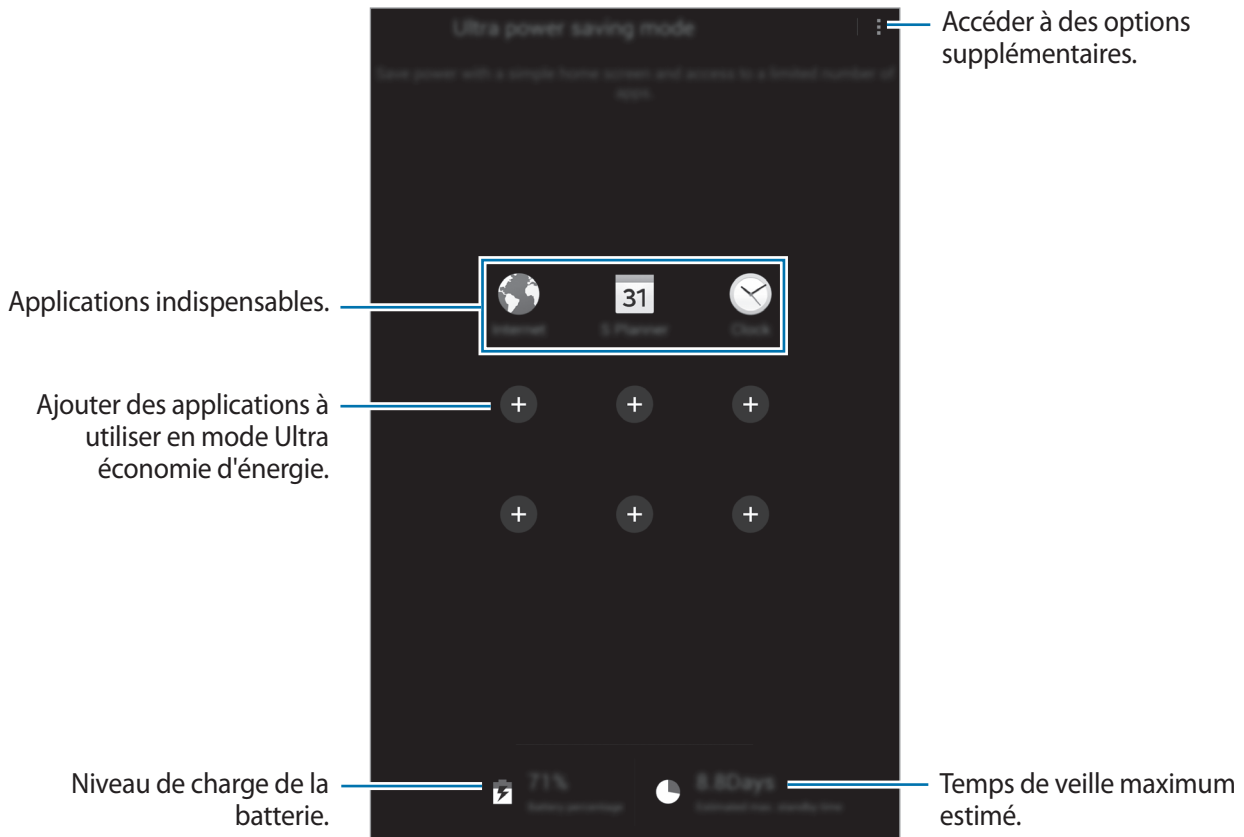 Ultra power saving mode
Accéder à des options
supplémentaires.
Save power with a simple home screen and access to a limited number of
apps
Applications indispensables.
31
Internet
S Planner
Clock
Ajouter des applications à
utiliser en mode Ultra
économie d'énergie.
Niveau de charge de la
batterie.
71%
Battery percentage
8.8Days
Estimated max. standby time
Temps de veille maximum
estimé.